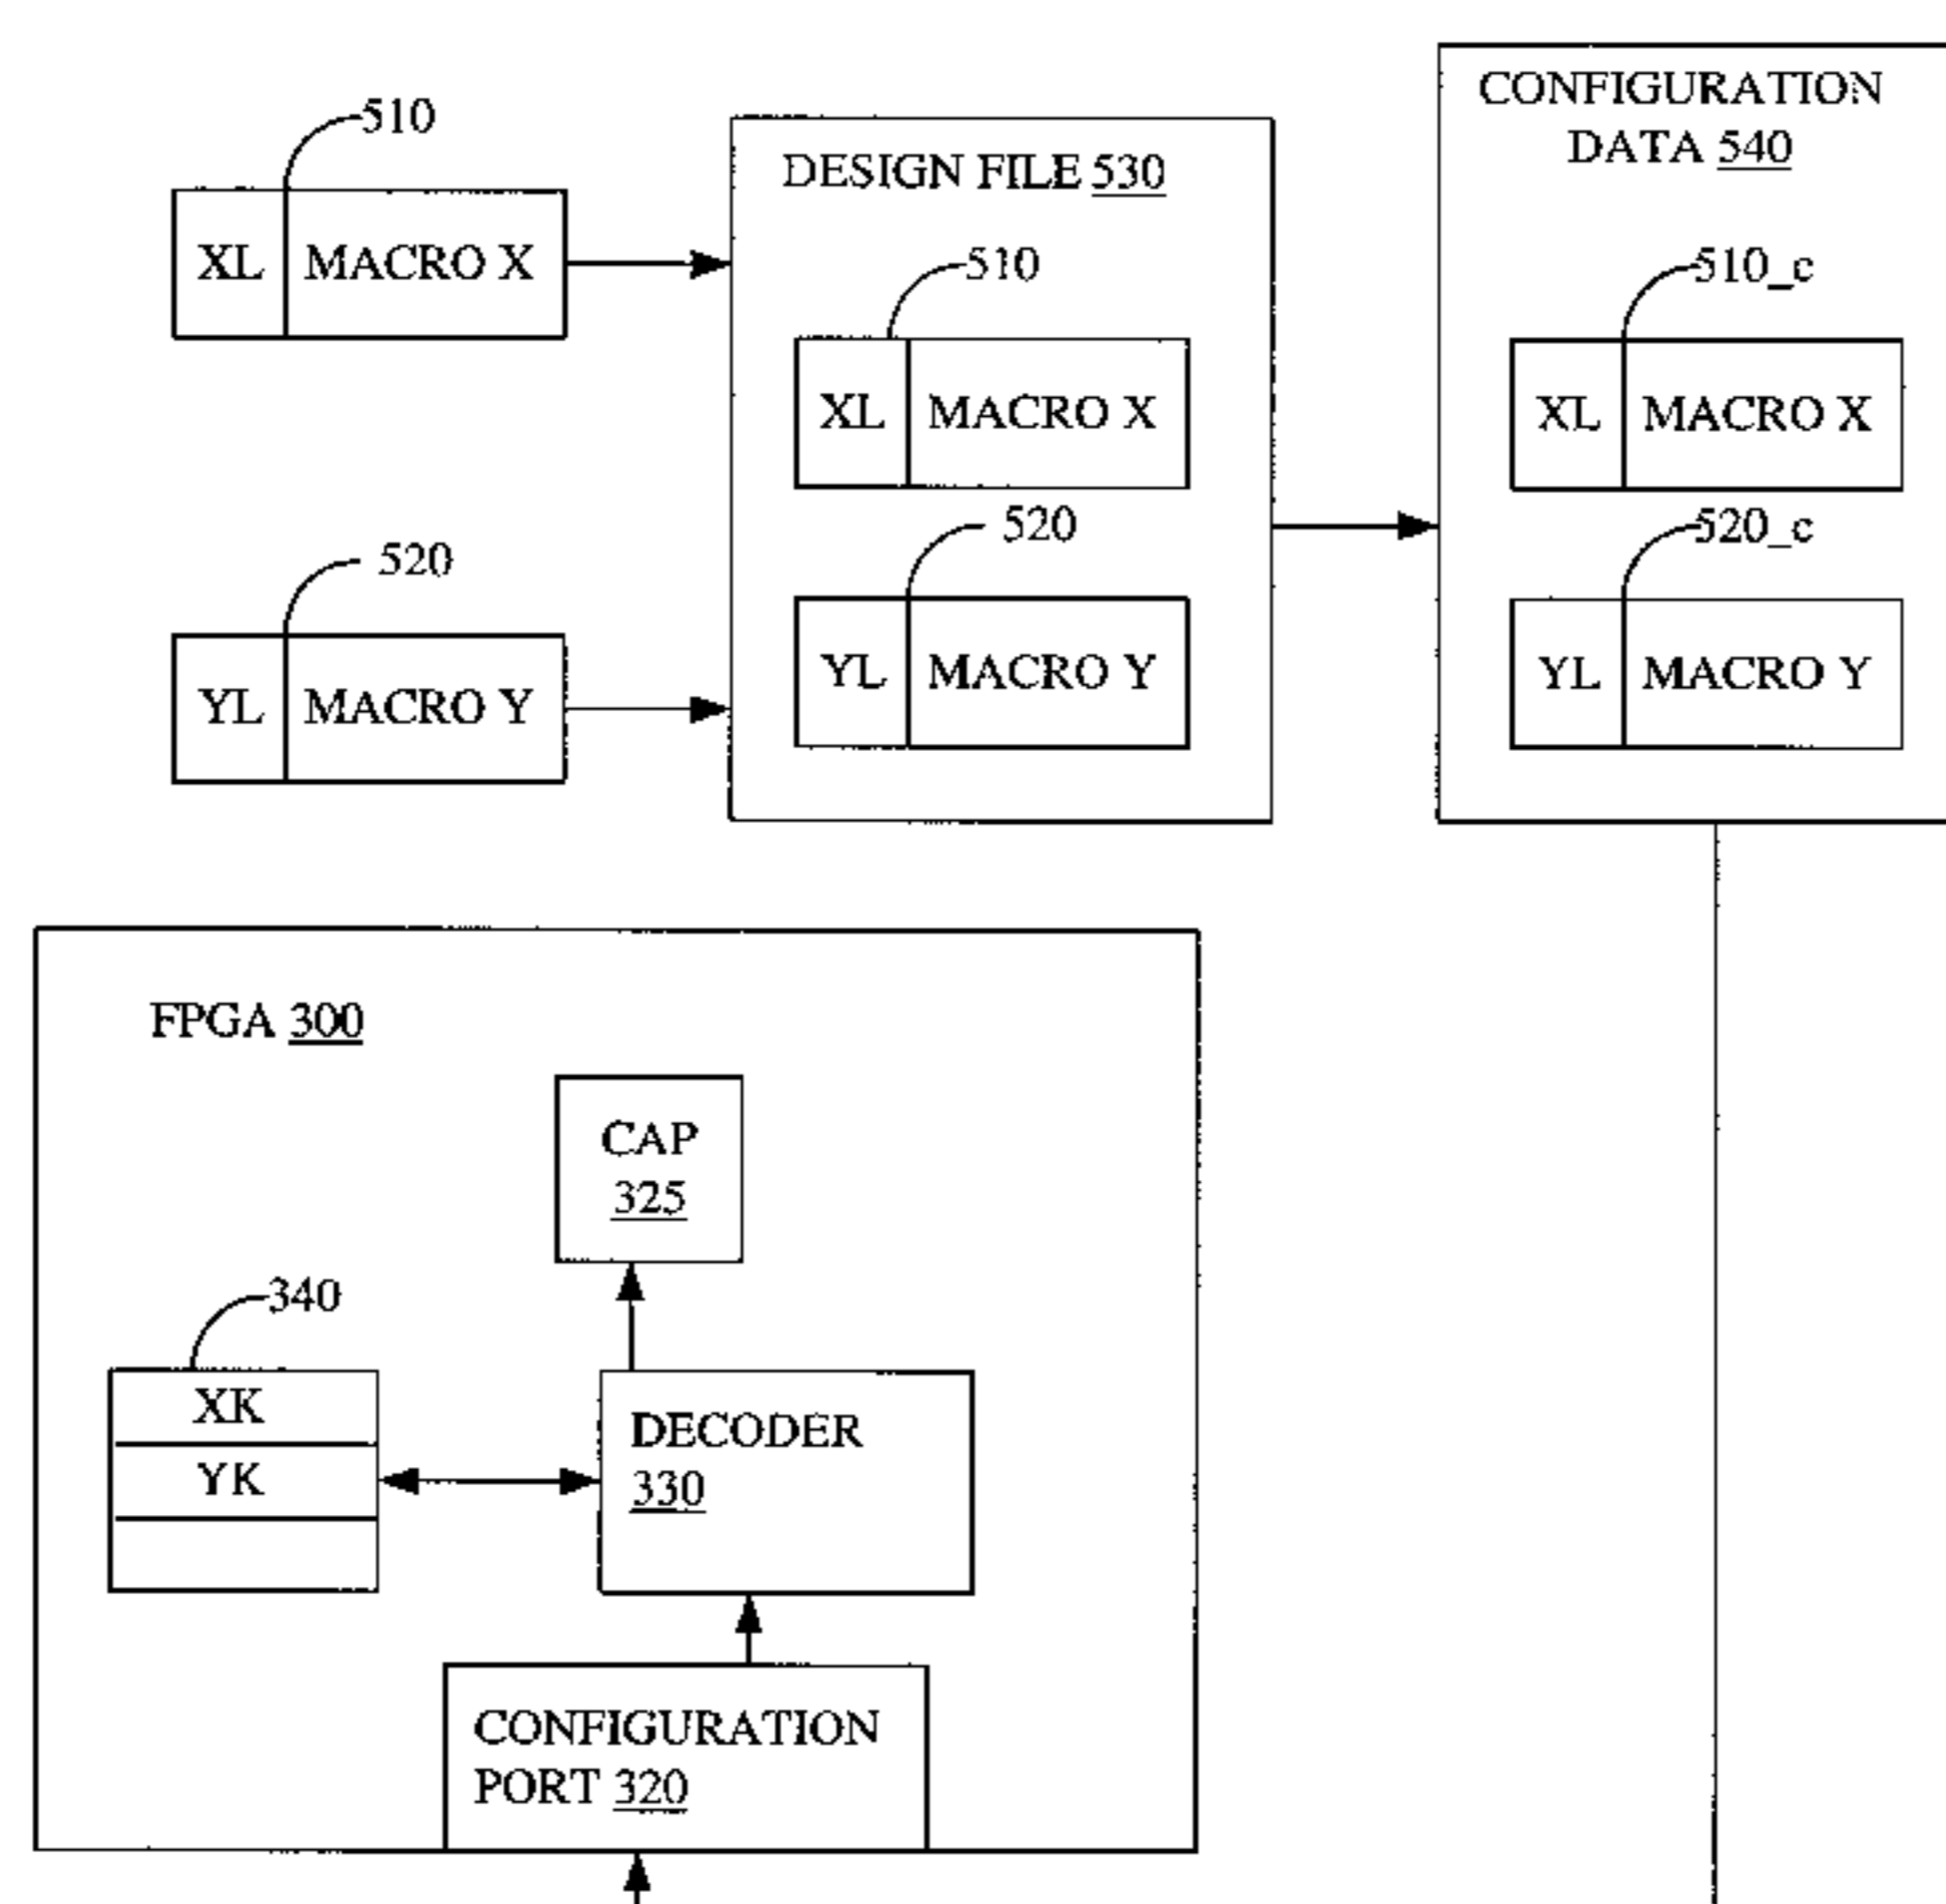 CONFIGURATION
DATA 540
510
DESIGN FILE 530
XL MACRO X
510
510_c
XL MACRO X
XL MACRO X
520
520
520_c
YL MACRO Y
YL MACRO Y
YL MACRO Y
FPGA 300
CAP
325
340
XK
YK
DECODER
330
CONFIGURATION
PORT 320